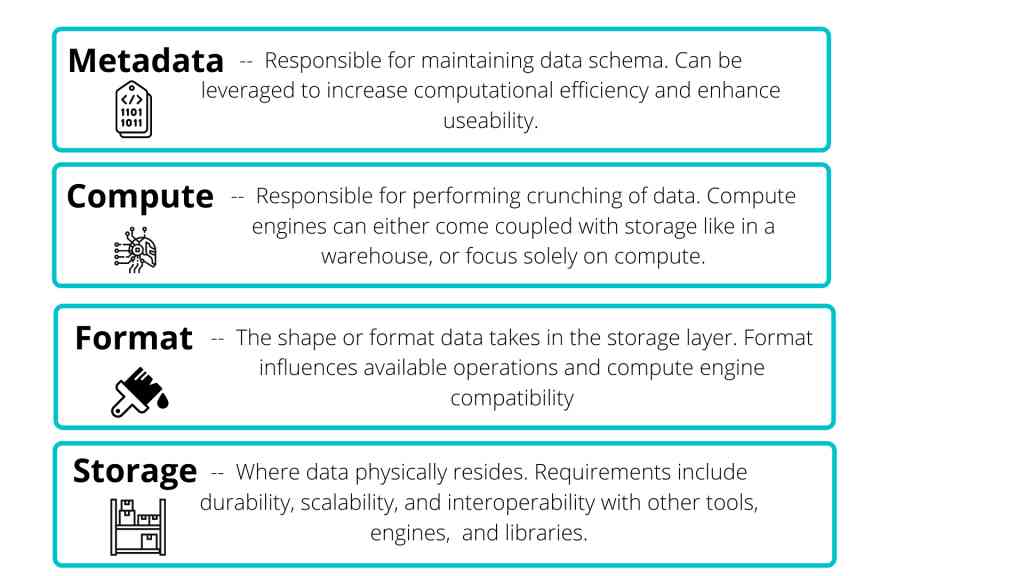 Metadata -- Responsible for maintaining data schema. Can be
leveraged to increase computational efficiency and enhance
useability.
</>
1101
1011
Compute -- Responsible for performing crunching of data. Compute
engines can either come coupled with storage like in a
warehouse, or focus solely on compute.
Format -- The shape or format data takes in the storage layer. Format
influences available operations and compute engine
compatibility
Storage -- Where data physically resides. Requirements include
durability, scalability, and interoperability with other tools,
engines,  and libraries.